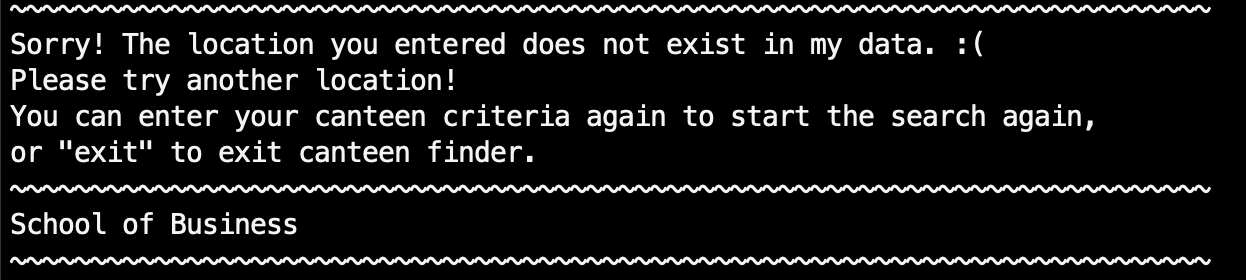 Sorry! The location you entered does not exist in my data. :(
Please try another location!
You can enter your canteen criteria again to start the search again,
or "exit" to exit canteen finder.
School of Business